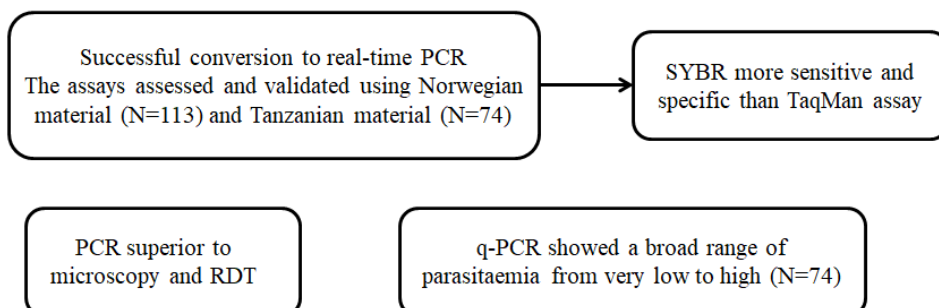 Successful conversion to real-time PCR
The assays assessed and validated using Norwegian
material (N=113) and Tanzanian material (N=74)
SYBR more sensitive and
specific than TaqMan assay
PCR superior to
microscopy and RDT
q-PCR showed a broad range of
parasitaemia from very low to high (N=74)